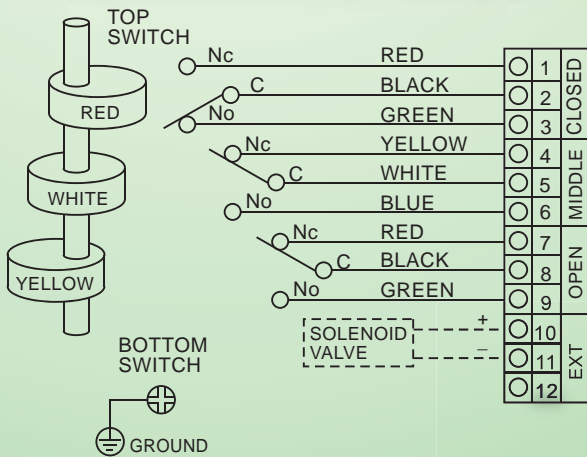 TOP
SWITCH
RED
WHITE
YELLOW
BOTTOM
SWITCH
GROUND
Nc RED 1
C BLACK 2
No GREEN 3
CLOSED
Nc YELLOW 4
C WHITE 5
No BLUE 6
MIDDLE
Nc RED 7
C BLACK 8
No GREEN 9
OPEN
SOLENOID
VALVE
+ 10
− 11
12
EXT